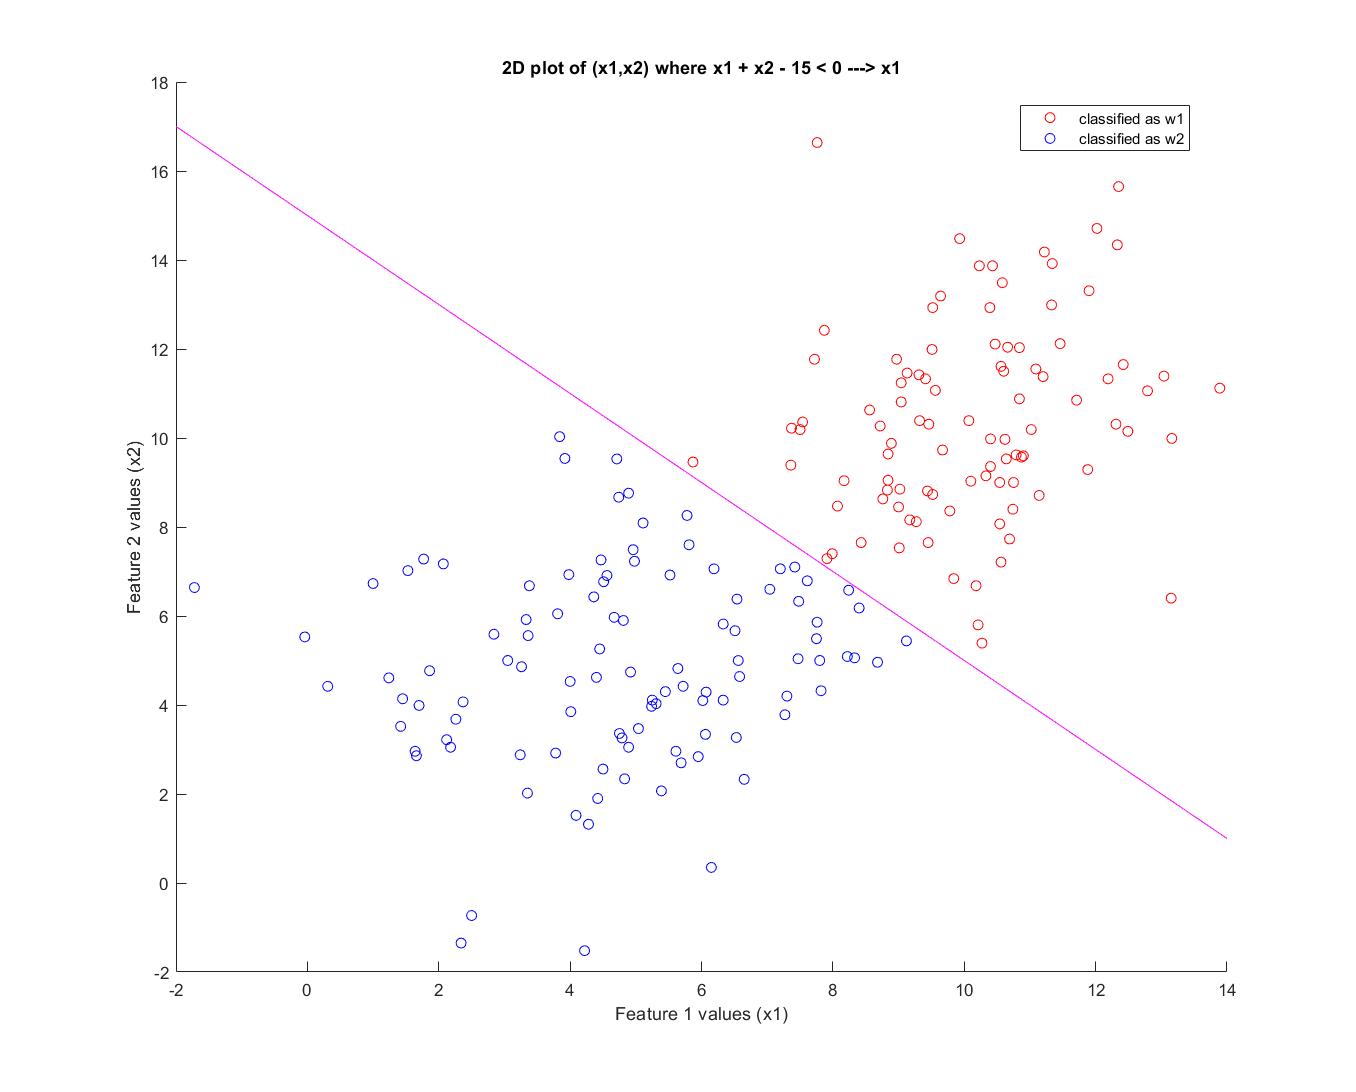 2D plot of (x1,x2) where x1 + x2 - 15 < 0 ---> x1
classified as w1
classified as w2
18
16
14
12
10
8
6
4
2
0
-2
Feature 2 values (x2)
-2 0 2 4 6 8 10 12 14
Feature 1 values (x1)